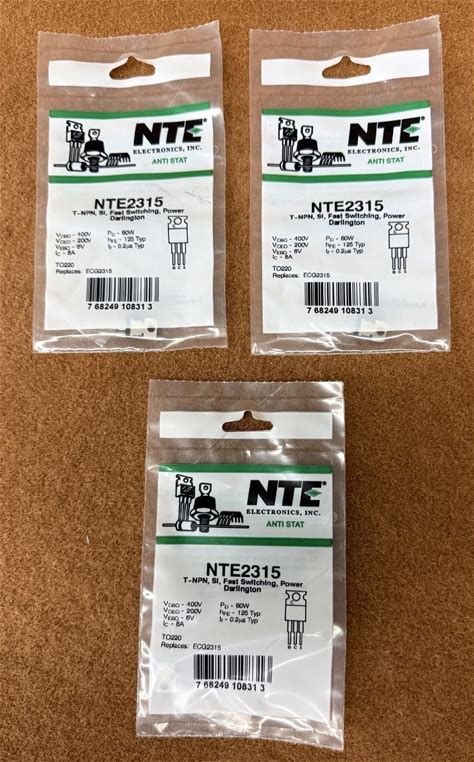 NTE®
ELECTRONICS, INC.
ANTI STAT
NTE2315
T-NPN, Si, Fast Switching, Power
Darlington
VCBO - 400V PD - 60W
VCEO - 200V hFE - 125 Typ
VEBO - 6V tf - 0.2µs Typ
IC - 8A
TO220
Replaces: ECG2315
B C E
7 68249 10831 3
NTE®
ELECTRONICS, INC.
ANTI STAT
NTE2315
T-NPN, Si, Fast Switching, Power
Darlington
VCBO - 400V PD - 60W
VCEO - 200V hFE - 125 Typ
VEBO - 6V tf - 0.2µs Typ
IC - 8A
TO220
Replaces: ECG2315
B C E
7 68249 10831 3
NTE®
ELECTRONICS, INC.
ANTI STAT
NTE2315
T-NPN, Si, Fast Switching, Power
Darlington
VCBO - 400V PD - 60W
VCEO - 200V hFE - 125 Typ
VEBO - 6V tf - 0.2µs Typ
IC - 8A
TO220
Replaces: ECG2315
B C E
7 68249 10831 3